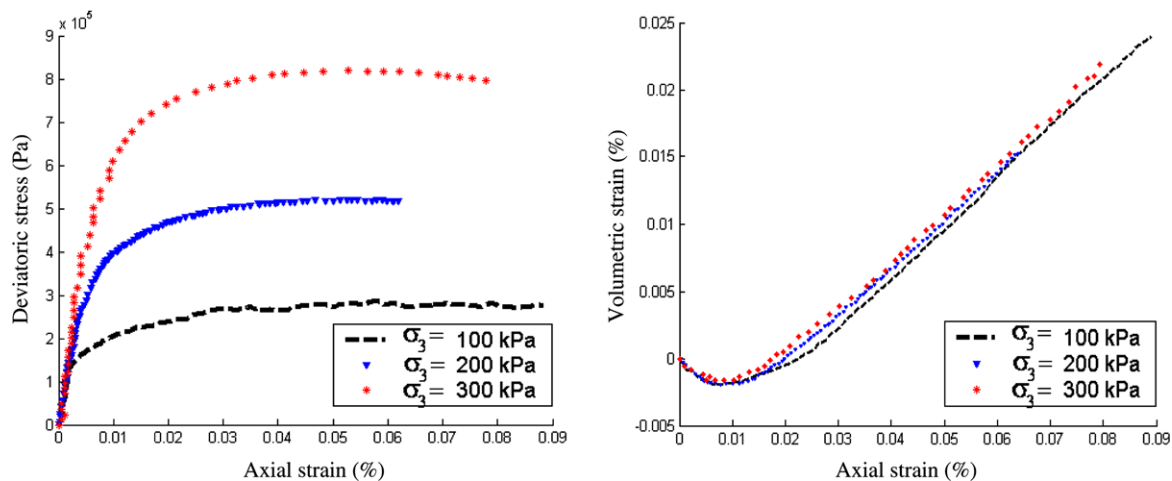 × 10⁵
9
8
7
6
5
4
3
2
1
0
Deviatoric stress (Pa)
σ₃ = 100 kPa
σ₃ = 200 kPa
σ₃ = 300 kPa
0 0.01 0.02 0.03 0.04 0.05 0.06 0.07 0.08 0.09
Axial strain (%)
0.025
0.02
0.015
0.01
0.005
0
-0.005
Volumetric strain (%)
σ₃ = 100 kPa
σ₃ = 200 kPa
σ₃ = 300 kPa
0 0.01 0.02 0.03 0.04 0.05 0.06 0.07 0.08 0.09
Axial strain (%)